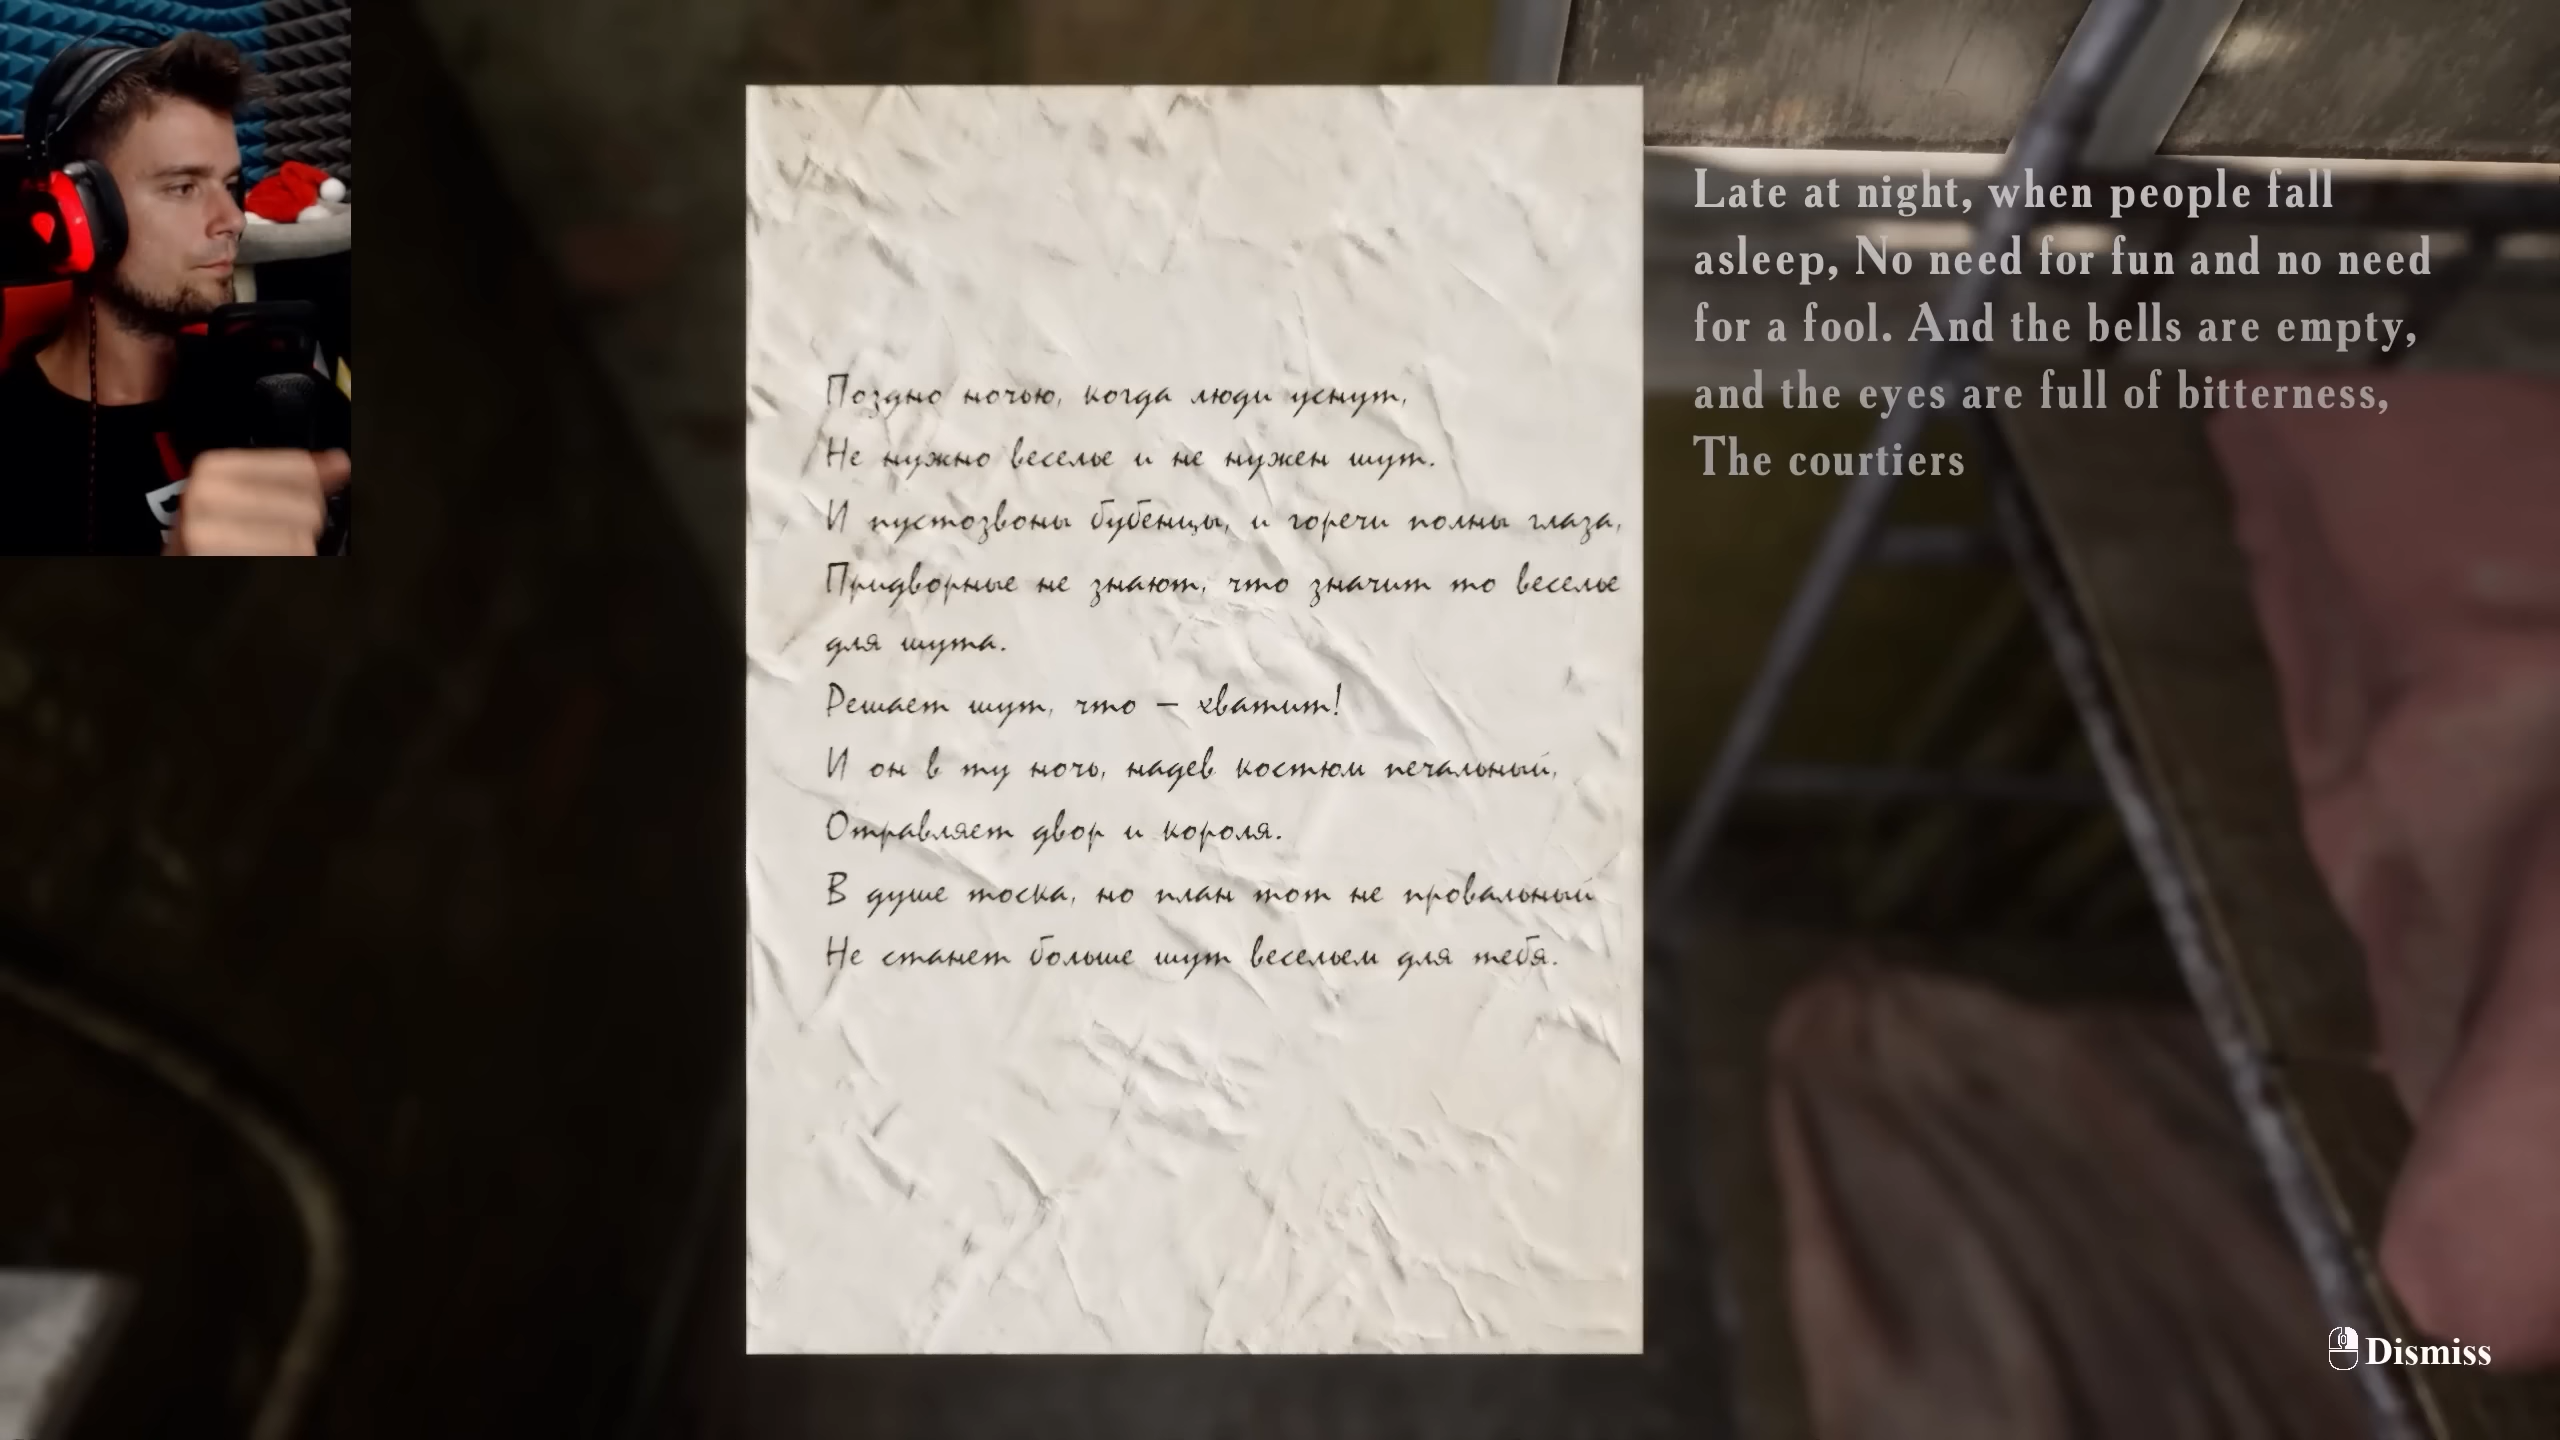 Поздно ночью, когда люди уснут,
Не нужно веселье и не нужен шут.
И пустозвоны бубенцы, и горечи полны глаза,
Придворные не знают, что значит то веселье
для шута.
Решает шут, что – хватит!
И он в ту ночь, надев костюм печальный,
Отравляет двор и короля.
В душе тоска, но план тот не провальный
Не станет больше шут весельем для тебя.
Late at night, when people fall
asleep, No need for fun and no need
for a fool. And the bells are empty,
and the eyes are full of bitterness,
The courtiers
Dismiss